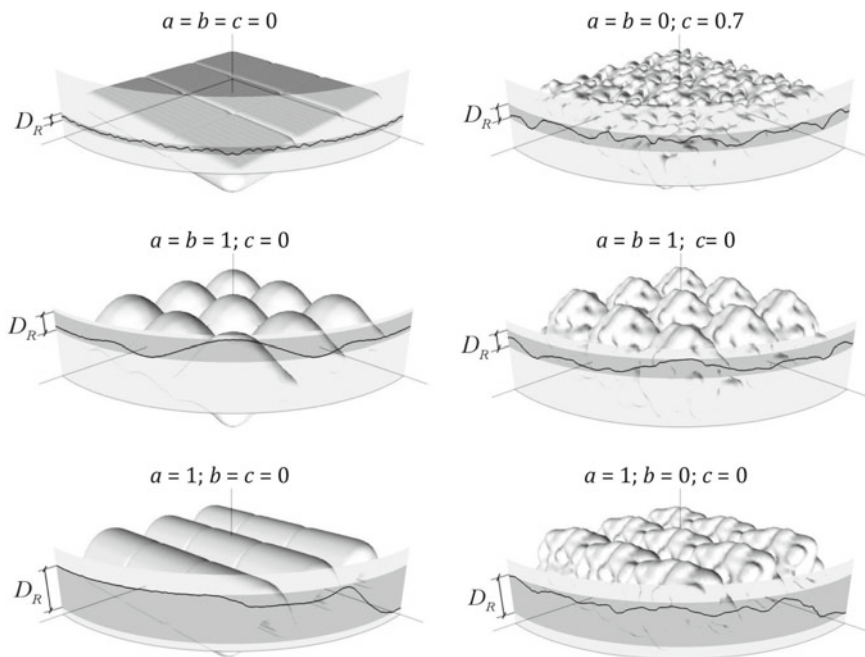 a = b = c = 0
a = b = 0; c = 0.7
D_R
D_R
a = b = 1; c = 0
a = b = 1; c= 0
D_R
D_R
a = 1; b = c = 0
a = 1; b = 0; c = 0
D_R
D_R